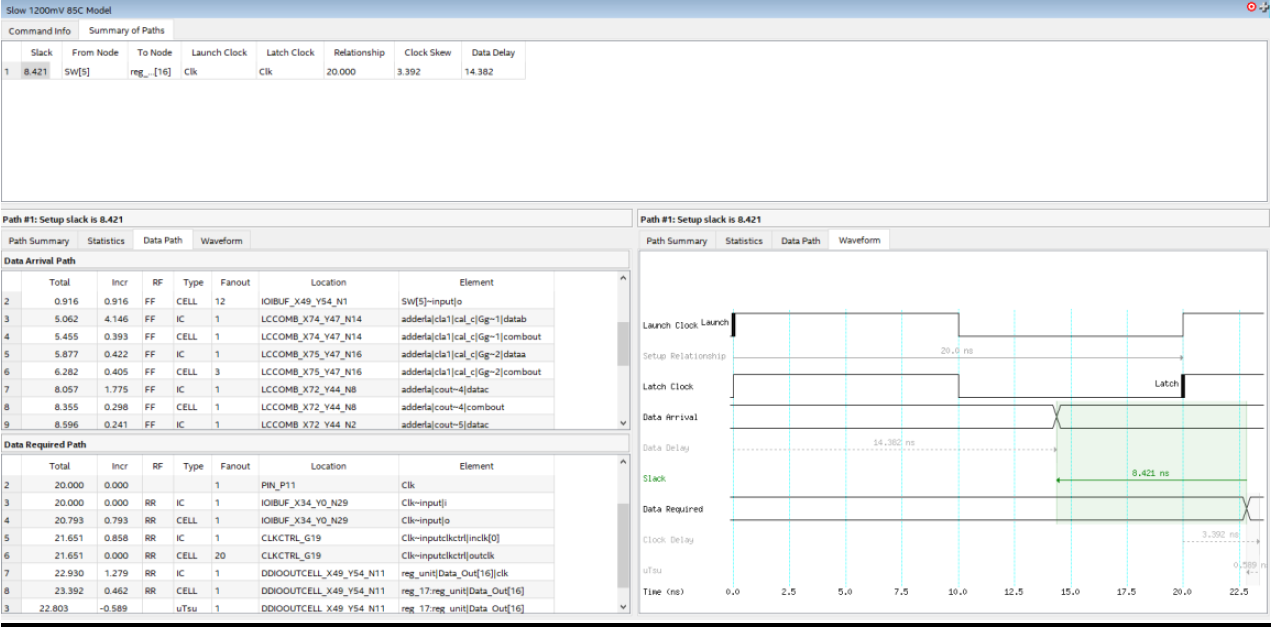 Slow 1200mV 85C Model
Command Info Summary of Paths
Slack From Node To Node Launch Clock Latch Clock Relationship Clock Skew Data Delay
1 8.421 SW[5] reg_...[16] Clk Clk 20.000 3.392 14.382
Path #1: Setup slack is 8.421
Path Summary Statistics Data Path Waveform
Data Arrival Path
Total Incr RF Type Fanout Location Element
2 0.916 0.916 FF CELL 12 IOIBUF_X49_Y54_N1 SW[5]~input|o
3 5.062 4.146 FF IC 1 LCCOMB_X74_Y47_N14 adderla|cla1|cal_c|Gg~1|datab
4 5.455 0.393 FF CELL 1 LCCOMB_X74_Y47_N14 adderla|cla1|cal_c|Gg~1|combout
5 5.877 0.422 FF IC 1 LCCOMB_X75_Y47_N16 adderla|cla1|cal_c|Gg~2|dataa
6 6.282 0.405 FF CELL 3 LCCOMB_X75_Y47_N16 adderla|cla1|cal_c|Gg~2|combout
7 8.057 1.775 FF IC 1 LCCOMB_X72_Y44_N8 adderla|cout~4|datac
8 8.355 0.298 FF CELL 1 LCCOMB_X72_Y44_N8 adderla|cout~4|combout
9 8.596 0.241 FF IC 1 LCCOMB_X72_Y44_N2 adderla|cout~5|datac
Data Required Path
Total Incr RF Type Fanout Location Element
2 20.000 0.000 1 PIN_P11 Clk
3 20.000 0.000 RR IC 1 IOIBUF_X34_Y0_N29 Clk~input|i
4 20.793 0.793 RR CELL 1 IOIBUF_X34_Y0_N29 Clk~input|o
5 21.651 0.858 RR IC 1 CLKCTRL_G19 Clk~inputclkctrl|inclk[0]
6 21.651 0.000 RR CELL 20 CLKCTRL_G19 Clk~inputclkctrl|outclk
7 22.930 1.279 RR IC 1 DDIOOUTCELL_X49_Y54_N11 reg_unit|Data_Out[16]|clk
8 23.392 0.462 RR CELL 1 DDIOOUTCELL_X49_Y54_N11 reg_17:reg_unit|Data_Out[16]
3 22.803 -0.589 uTsu 1 DDIOOUTCELL_X49_Y54_N11 reg_17:reg_unit|Data_Out[16]
Path #1: Setup slack is 8.421
Path Summary Statistics Data Path Waveform
Launch Clock Launch
Setup Relationship 20.0 ns
Latch Clock Latch
Data Arrival
Data Delay 14.382 ns
Slack 8.421 ns
Data Required
Clock Delay 3.392 ns
uTsu 0.589 n
Time (ns) 0.0 2.5 5.0 7.5 10.0 12.5 15.0 17.5 20.0 22.5